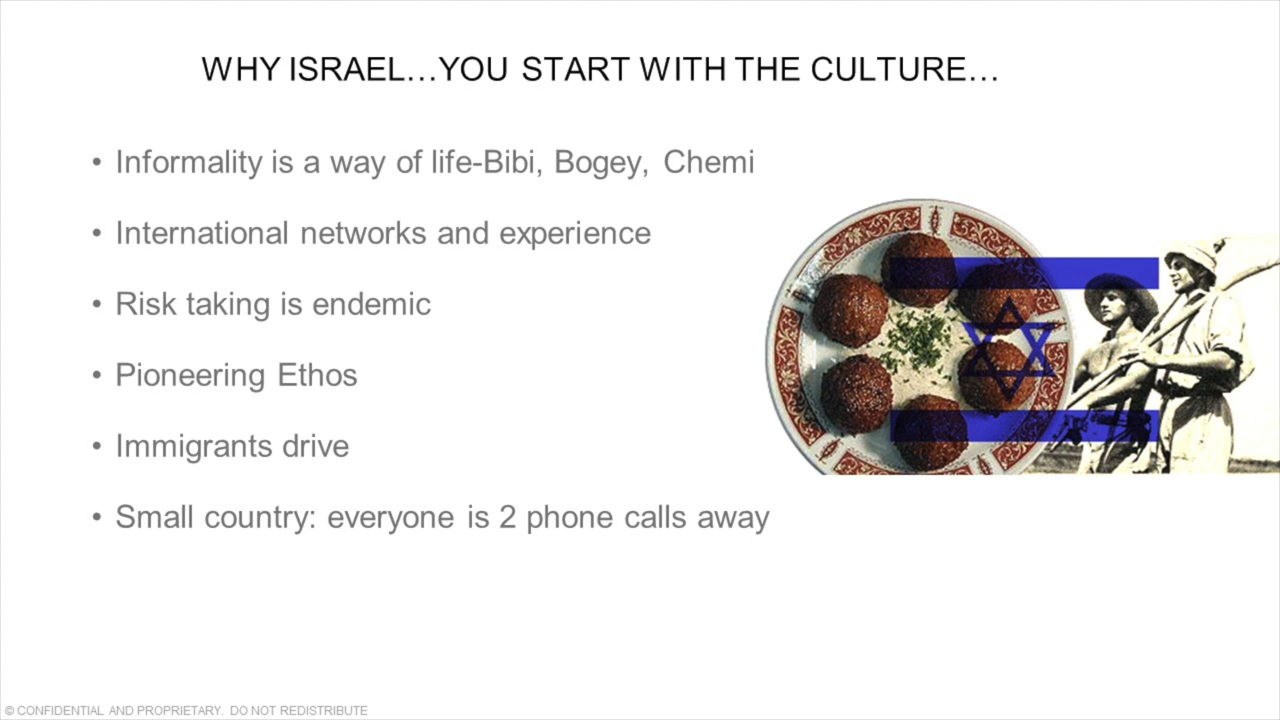 WHY ISRAEL...YOU START WITH THE CULTURE...
• Informality is a way of life-Bibi, Bogey, Chemi
• International networks and experience
• Risk taking is endemic
• Pioneering Ethos
• Immigrants drive
• Small country: everyone is 2 phone calls away
© CONFIDENTIAL AND PROPRIETARY. DO NOT REDISTRIBUTE